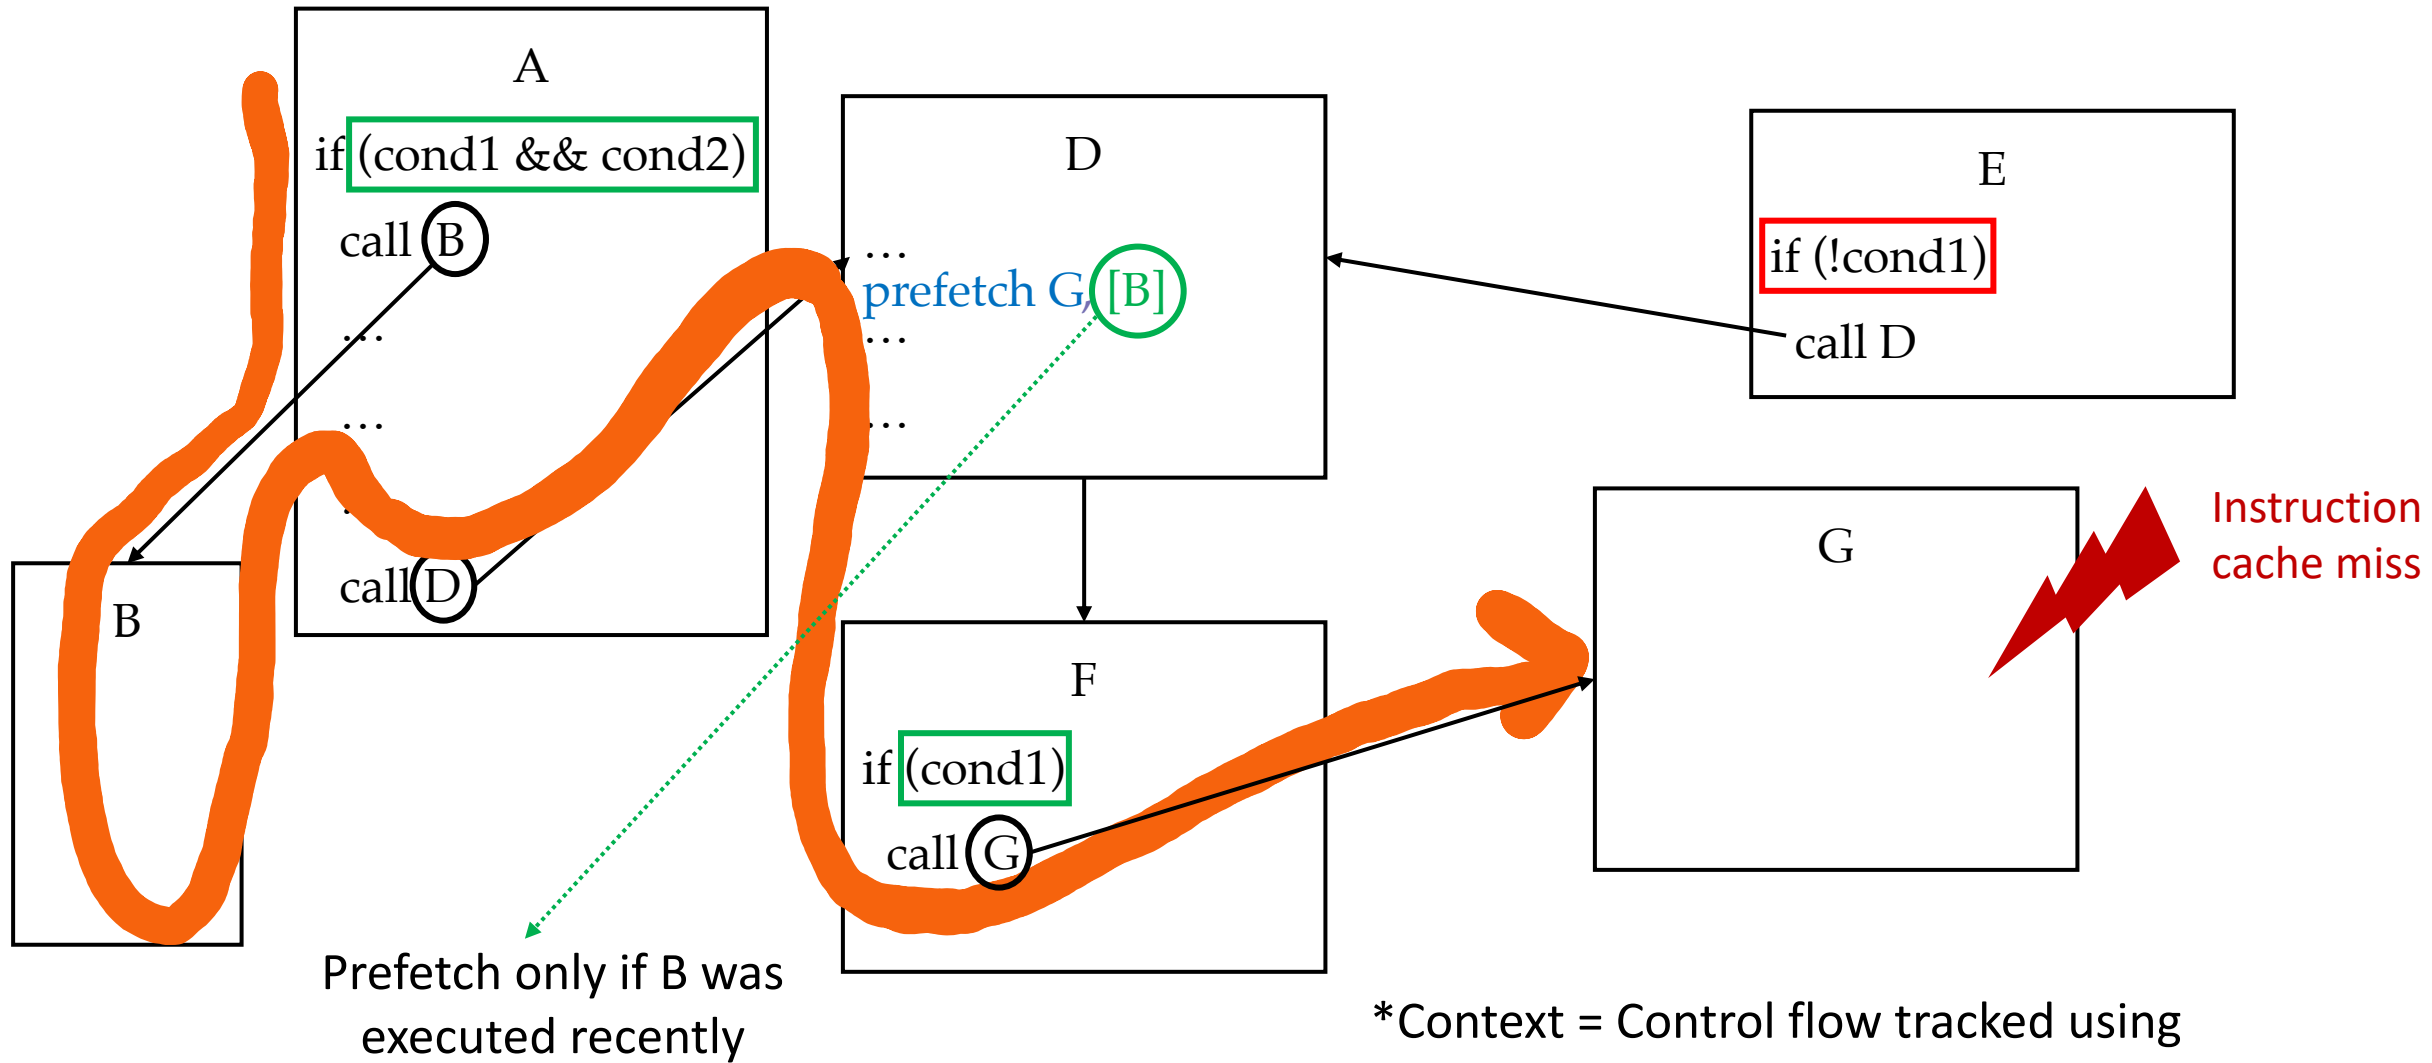 A
if (cond1 && cond2)
call B
...
...
call D
B
D
...
prefetch G, [B]
...
...
E
if (!cond1)
call D
F
if (cond1)
call G
G
Instruction
cache miss
Prefetch only if B was
executed recently
*Context = Control flow tracked using